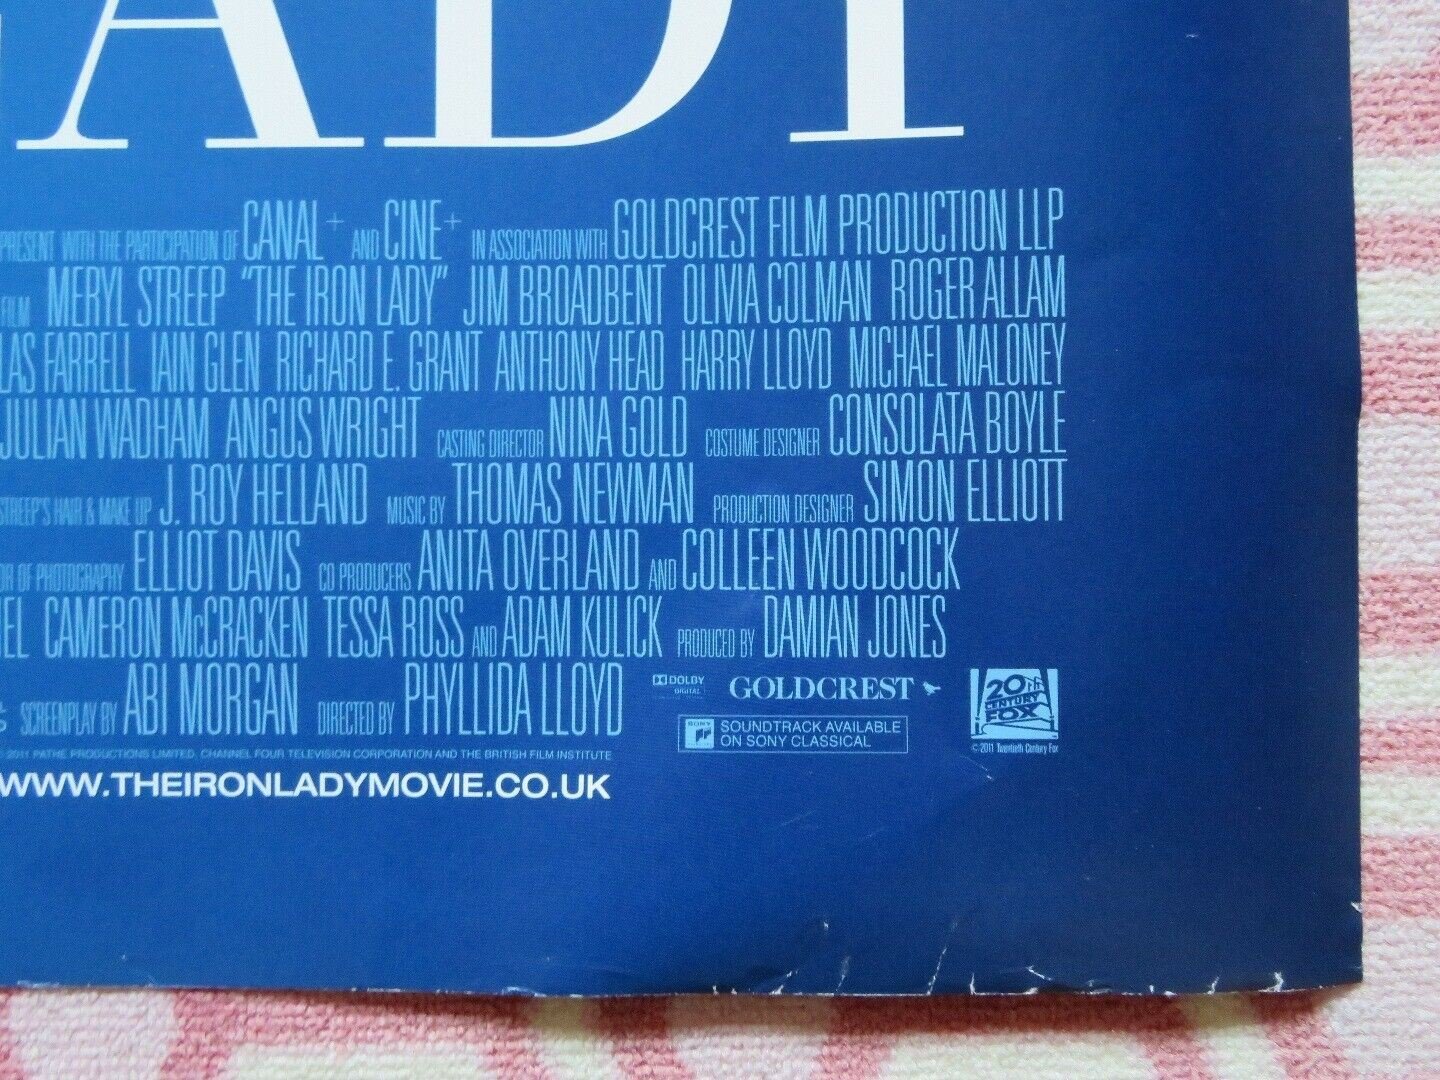 ADY
PRESENT WITH THE PARTICIPATION OF CANAL+ AND CINE+ IN ASSOCIATION WITH GOLDCREST FILM PRODUCTION LLP
FILM MERYL STREEP "THE IRON LADY" JIM BROADBENT OLIVIA COLMAN ROGER ALLAM
LAS FARRELL IAIN GLEN RICHARD E. GRANT ANTHONY HEAD HARRY LLOYD MICHAEL MALONEY
JULIAN WADHAM ANGUS WRIGHT CASTING DIRECTOR NINA GOLD COSTUME DESIGNER CONSOLATA BOYLE
STREEP'S HAIR & MAKE UP J. ROY HELLAND MUSIC BY THOMAS NEWMAN PRODUCTION DESIGNER SIMON ELLIOTT
OR OF PHOTOGRAPHY ELLIOT DAVIS CO PRODUCERS ANITA OVERLAND AND COLLEEN WOODCOCK
EL CAMERON McCRACKEN TESSA ROSS AND ADAM KULICK PRODUCED BY DAMIAN JONES
SCREENPLAY BY ABI MORGAN DIRECTED BY PHYLLIDA LLOYD
DOLBY DIGITAL
GOLDCREST
20TH CENTURY FOX
SONY
SOUNDTRACK AVAILABLE
ON SONY CLASSICAL
©2011 Twentieth Century Fox
2011 PATHE PRODUCTIONS LIMITED. CHANNEL FOUR TELEVISION CORPORATION AND THE BRITISH FILM INSTITUTE
WWW.THEIRONLADYMOVIE.CO.UK